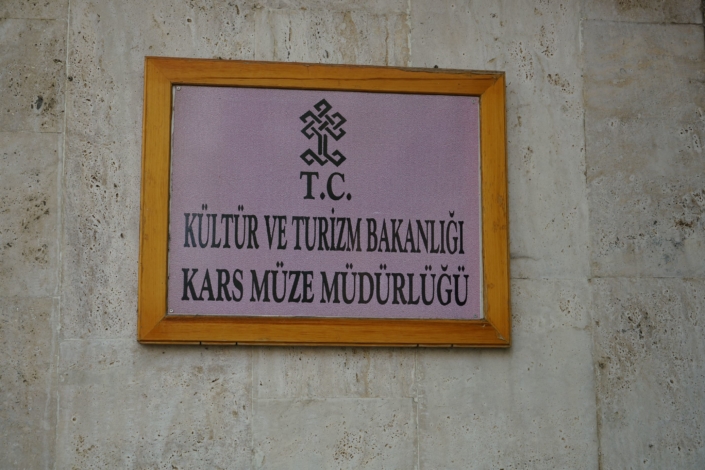 T.C.
KÜLTÜR VE TURİZM BAKANLIĞI
KARS MÜZE MÜDÜRLÜĞÜ